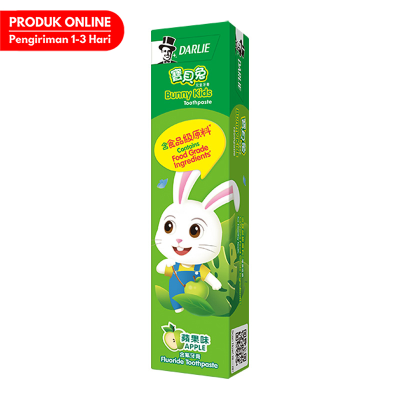 PRODUK ONLINE
Pengiriman 1-3 Hari
DARLIE
寶貝兔
Bunny Kids
Toothpaste
含食品級原料*
Contains
Food Grade
Ingredients*
蘋果味
APPLE
含氟牙膏
Fluoride Toothpaste